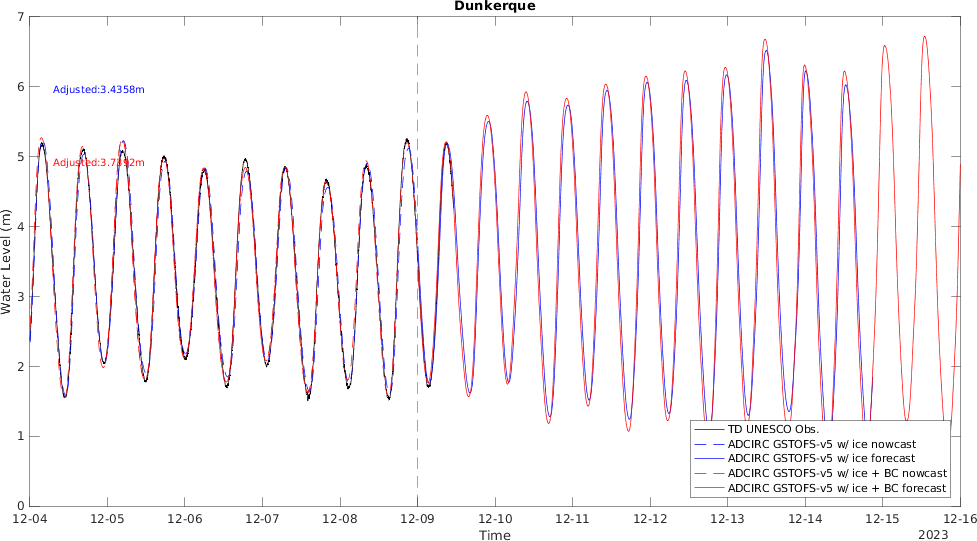 Dunkerque
7
6
5
4
3
2
1
0
Water Level (m)
Adjusted:3.4358m
TD UNESCO Obs.
ADCIRC GSTOFS-v5 w/ ice nowcast
ADCIRC GSTOFS-v5 w/ ice forecast
ADCIRC GSTOFS-v5 w/ ice + BC nowcast
ADCIRC GSTOFS-v5 w/ ice + BC forecast
12-04 12-05 12-06 12-07 12-08 12-09 12-10 12-11 12-12 12-13 12-14 12-15 12-16
Time
2023